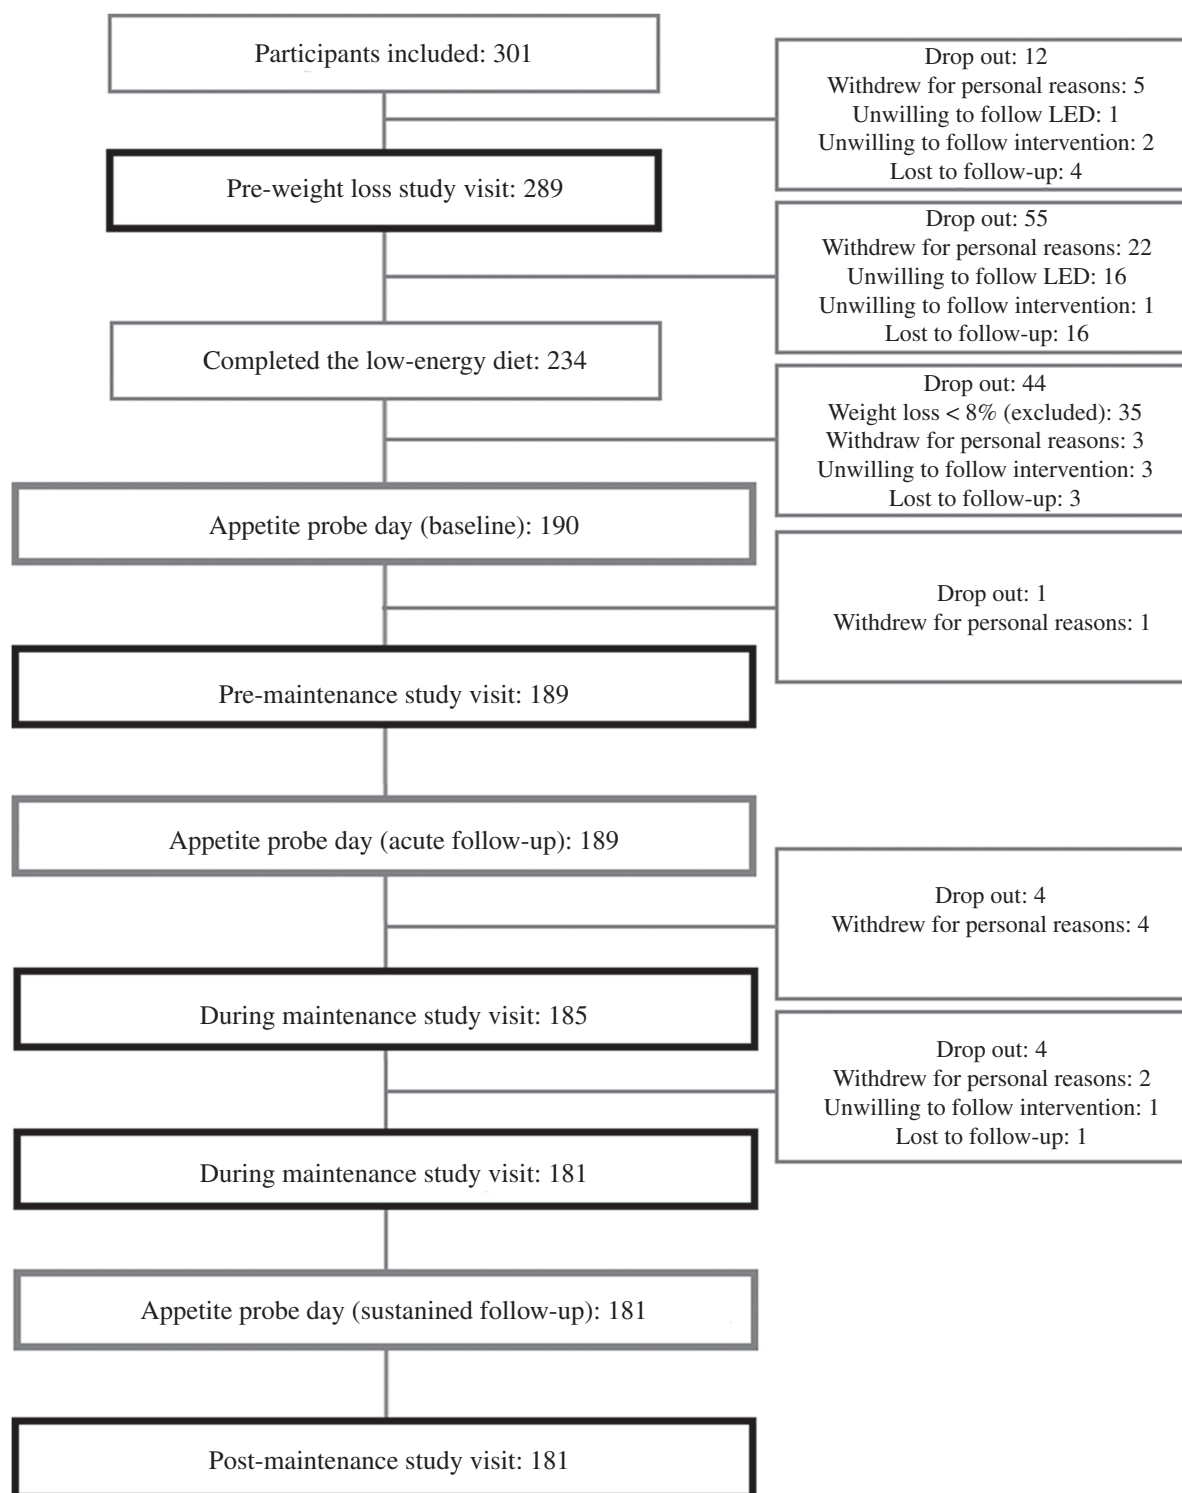 Participants included: 301
Drop out: 12
Withdrew for personal reasons: 5
Unwilling to follow LED: 1
Unwilling to follow intervention: 2
Lost to follow-up: 4
Pre-weight loss study visit: 289
Drop out: 55
Withdrew for personal reasons: 22
Unwilling to follow LED: 16
Unwilling to follow intervention: 1
Lost to follow-up: 16
Completed the low-energy diet: 234
Drop out: 44
Weight loss < 8% (excluded): 35
Withdraw for personal reasons: 3
Unwilling to follow intervention: 3
Lost to follow-up: 3
Appetite probe day (baseline): 190
Drop out: 1
Withdrew for personal reasons: 1
Pre-maintenance study visit: 189
Appetite probe day (acute follow-up): 189
Drop out: 4
Withdrew for personal reasons: 4
During maintenance study visit: 185
Drop out: 4
Withdrew for personal reasons: 2
Unwilling to follow intervention: 1
Lost to follow-up: 1
During maintenance study visit: 181
Appetite probe day (sustanined follow-up): 181
Post-maintenance study visit: 181